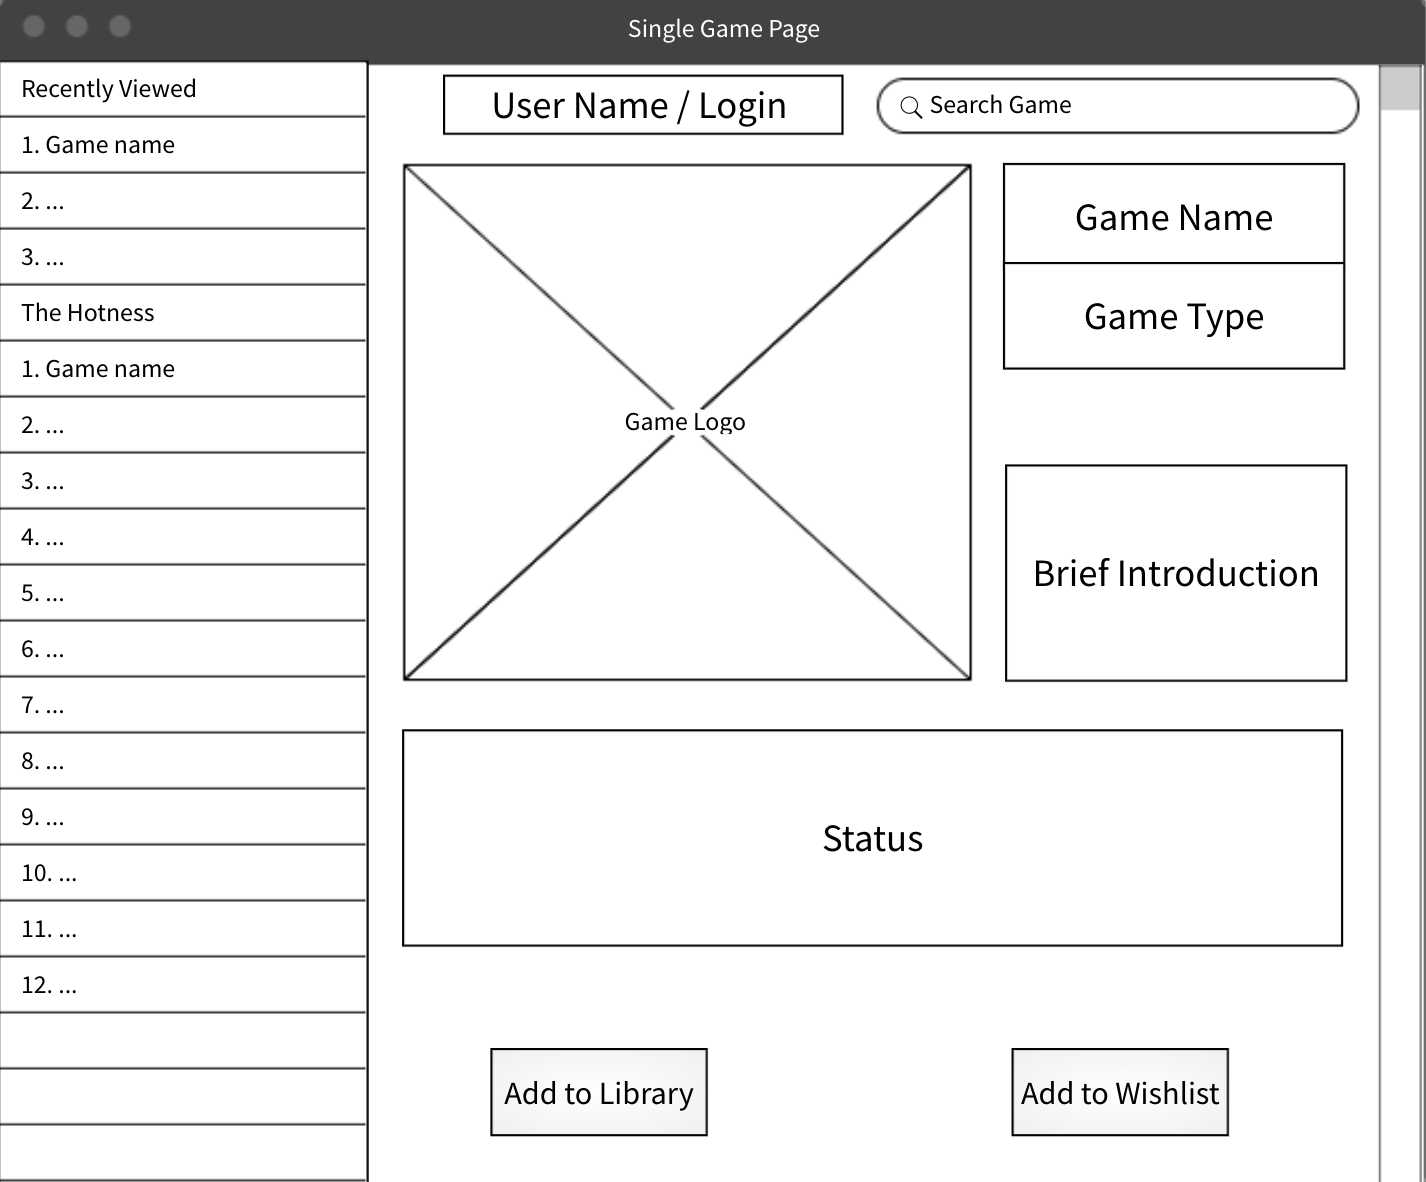 Single Game Page
Recently Viewed
1. Game name
2. ...
3. ...
The Hotness
1. Game name
2. ...
3. ...
4. ...
5. ...
6. ...
7. ...
8. ...
9. ...
10. ...
11. ...
12. ...
User Name / Login
Search Game
Game Logo
Game Name
Game Type
Brief Introduction
Status
Add to Library
Add to Wishlist